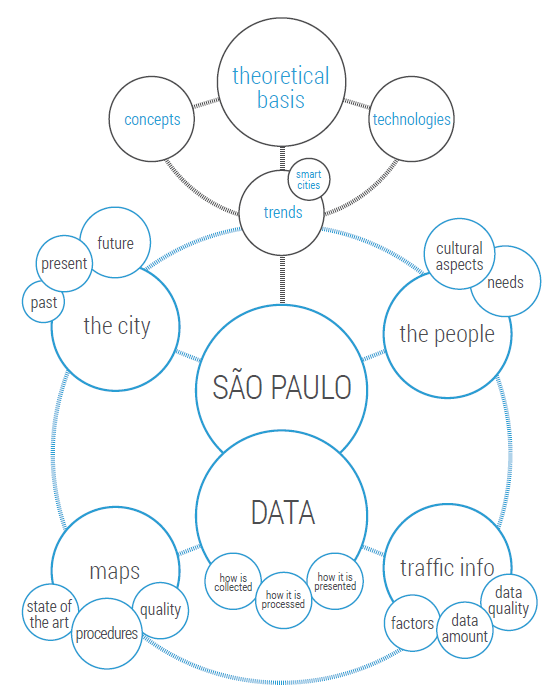 theoretical
basis
concepts
technologies
smart
cities
trends
future
present
past
the city
cultural
aspects
needs
the people
SÃO PAULO
DATA
how is
collected
how it is
processed
how it is
presented
maps
state of
the art
procedures
quality
traffic info
factors
data
amount
data
quality